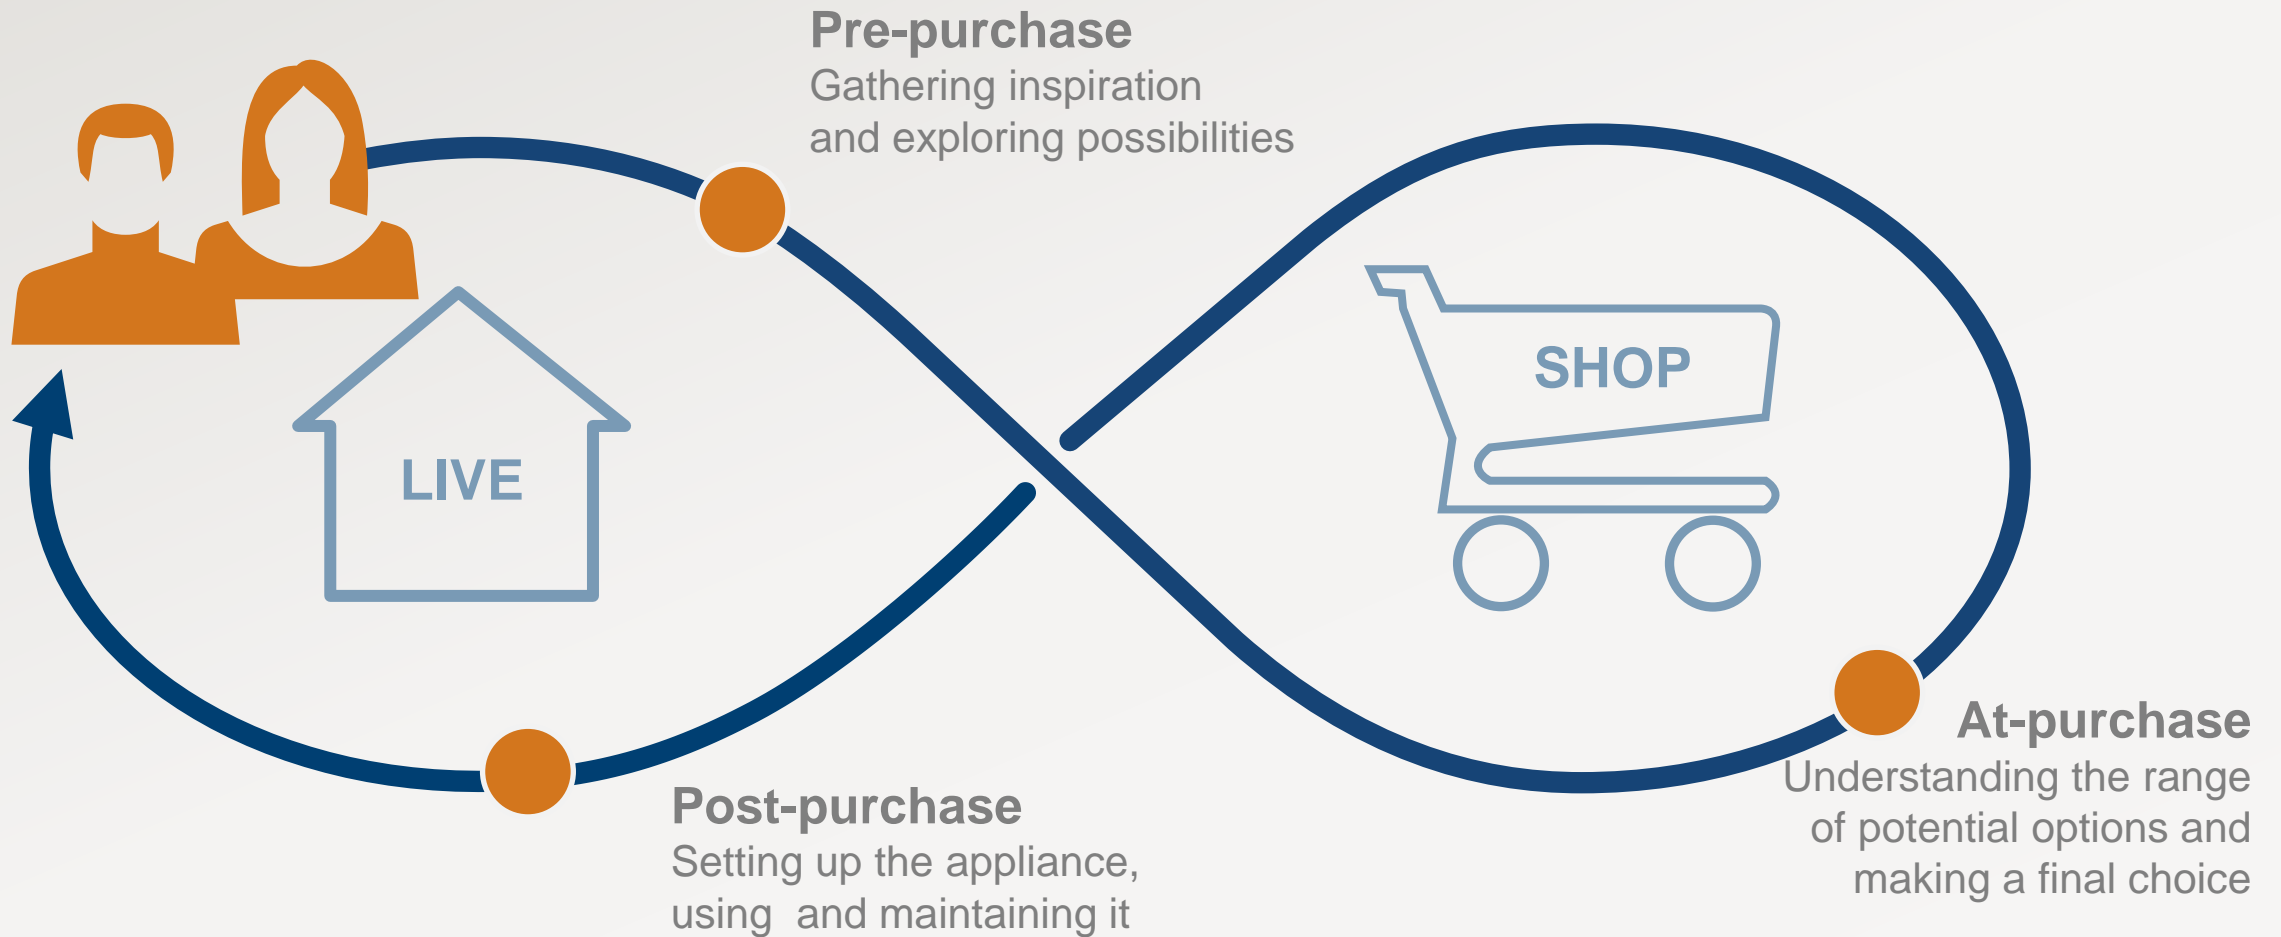 Pre-purchase
Gathering inspiration
and exploring possibilities
LIVE
SHOP
At-purchase
Understanding the range
of potential options and
making a final choice
Post-purchase
Setting up the appliance,
using  and maintaining it